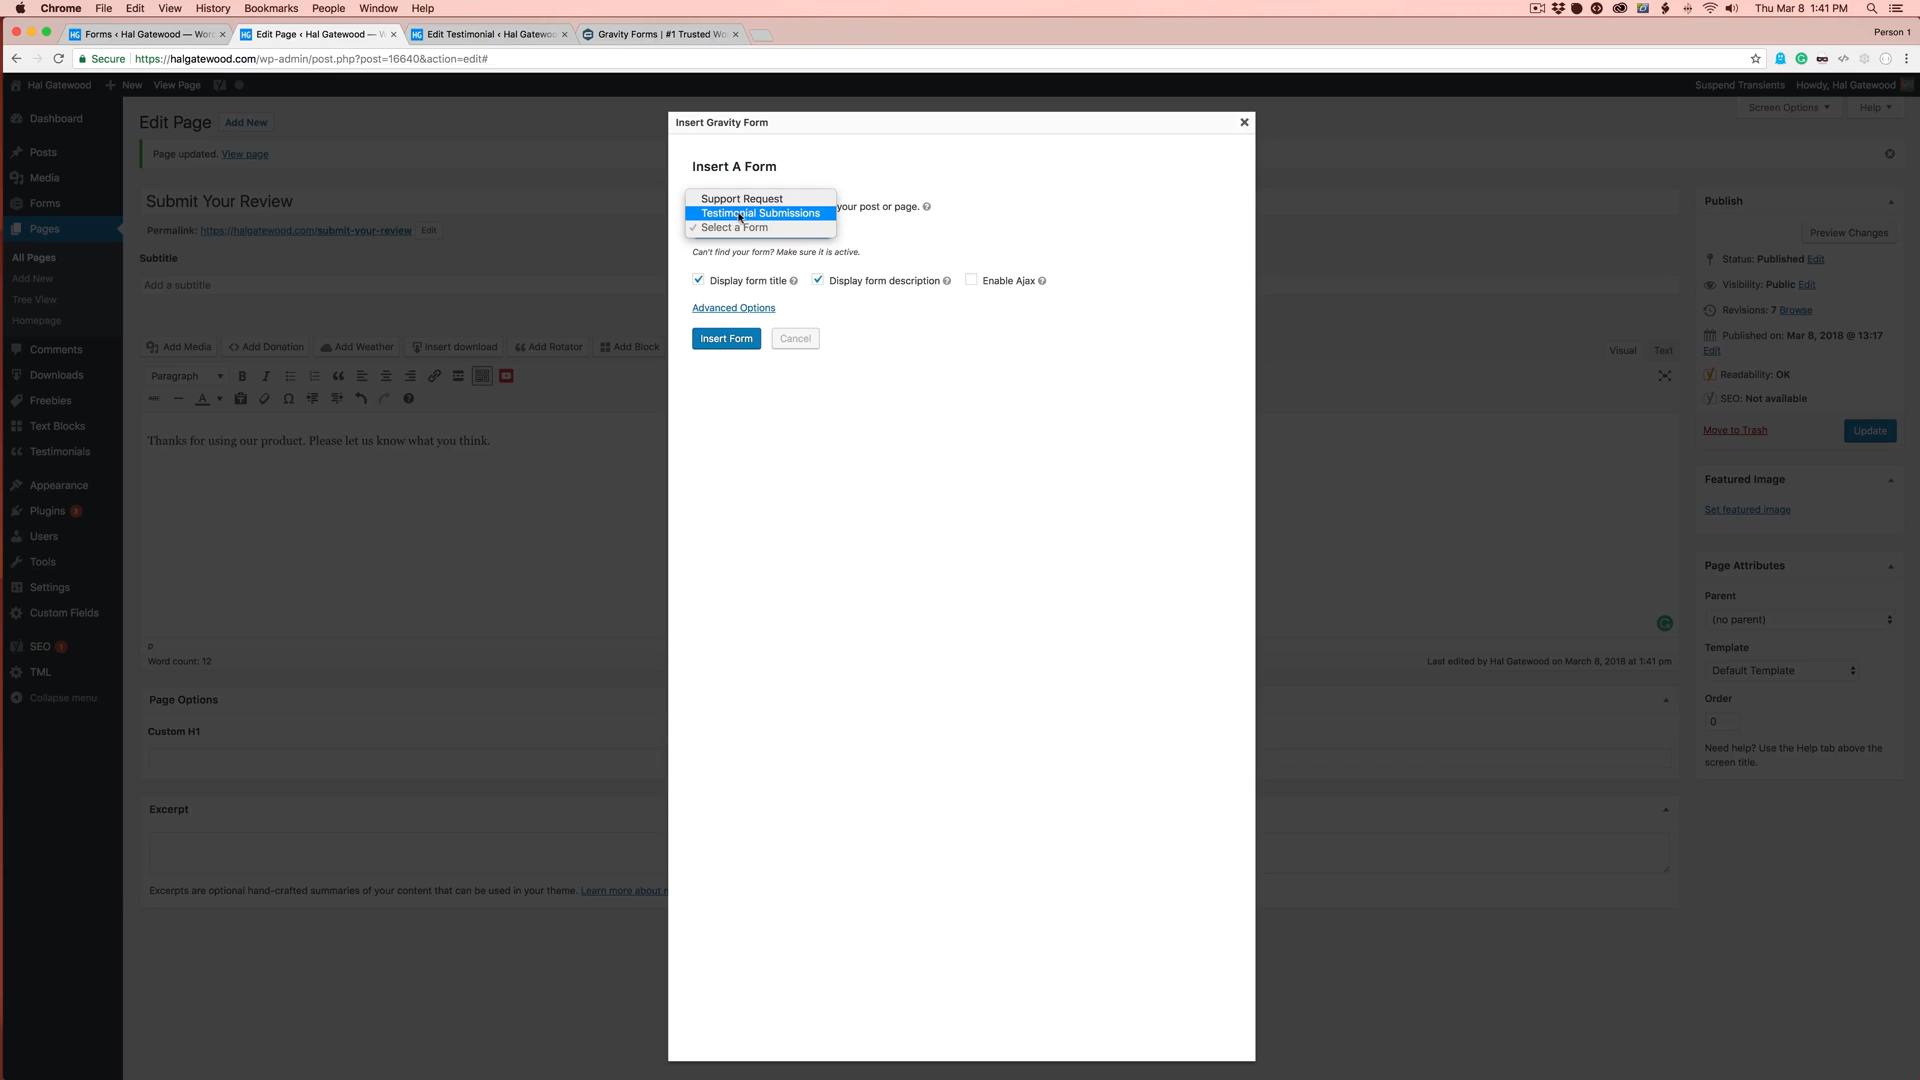 Chrome File Edit View History Bookmarks People Window Help Thu Mar 8 1:41 PM
Forms ‹ Hal Gatewood — Word Edit Page ‹ Hal Gatewood — W Edit Testimonial ‹ Hal Gatewoo Gravity Forms | #1 Trusted Wo Person 1
Secure https://halgatewood.com/wp-admin/post.php?post=16640&action=edit#
Hal Gatewood New View Page Suspend Transients Howdy, Hal Gatewood
Screen Options Help
Dashboard
Posts
Media
Forms
Pages
All Pages
Add New
Tree View
Homepage
Comments
Downloads
Freebies
Text Blocks
Testimonials
Appearance
Plugins 3
Users
Tools
Settings
Custom Fields
SEO 1
TML
Collapse menu
Edit Page Add New
Page updated. View page
Submit Your Review
Permalink: https://halgatewood.com/submit-your-review Edit
Subtitle
Add a subtitle
Add Media Add Donation Add Weather Insert download Add Rotator Add Block
Visual Text
Paragraph
Thanks for using our product. Please let us know what you think.
P
Word count: 12 Last edited by Hal Gatewood on March 8, 2018 at 1:41 pm
Page Options
Custom H1
Excerpt
Excerpts are optional hand-crafted summaries of your content that can be used in your theme. Learn more about
Insert Gravity Form
Insert A Form
your post or page.
Support Request
Testimonial Submissions
Select a Form
Can't find your form? Make sure it is active.
Display form title Display form description Enable Ajax
Advanced Options
Insert Form Cancel
Publish
Preview Changes
Status: Published Edit
Visibility: Public Edit
Revisions: 7 Browse
Published on: Mar 8, 2018 @ 13:17
Edit
Readability: OK
SEO: Not available
Move to Trash Update
Featured Image
Set featured image
Page Attributes
Parent
(no parent)
Template
Default Template
Order
0
Need help? Use the Help tab above the
screen title.